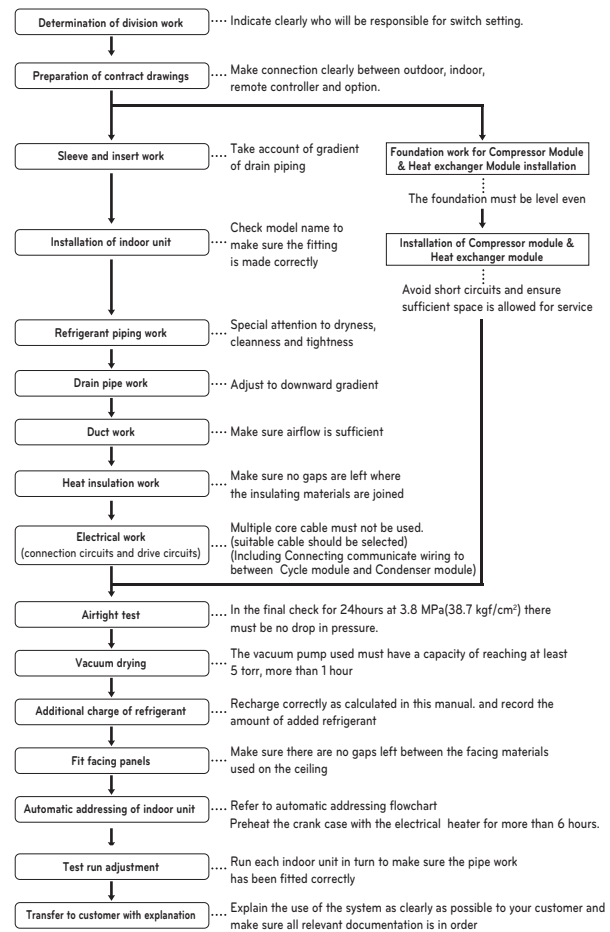 Determination of division work
Indicate clearly who will be responsible for switch setting.
Preparation of contract drawings
Make connection clearly between outdoor, indoor,
remote controller and option.
Sleeve and insert work
Take account of gradient
of drain piping
Foundation work for Compressor Module
& Heat exchanger Module installation
The foundation must be level even
Installation of indoor unit
Check model name to
make sure the fitting
is made correctly
Installation of Compressor module &
Heat exchanger module
Avoid short circuits and ensure
sufficient space is allowed for service
Refrigerant piping work
Special attention to dryness,
cleanness and tightness
Drain pipe work
Adjust to downward gradient
Duct work
Make sure airflow is sufficient
Heat insulation work
Make sure no gaps are left where
the insulating materials are joined
Electrical work
(connection circuits and drive circuits)
Multiple core cable must not be used.
(suitable cable should be selected)
(Including Connecting communicate wiring to
between Cycle module and Condenser module)
Airtight test
In the final check for 24hours at 3.8 MPa(38.7 kgf/cm²) there
must be no drop in pressure.
Vacuum drying
The vacuum pump used must have a capacity of reaching at least
5 torr, more than 1 hour
Additional charge of refrigerant
Recharge correctly as calculated in this manual. and record the
amount of added refrigerant
Fit facing panels
Make sure there are no gaps left between the facing materials
used on the ceiling
Automatic addressing of indoor unit
Refer to automatic addressing flowchart
Preheat the crank case with the electrical heater for more than 6 hours.
Test run adjustment
Run each indoor unit in turn to make sure the pipe work
has been fitted correctly
Transfer to customer with explanation
Explain the use of the system as clearly as possible to your customer and
make sure all relevant documentation is in order